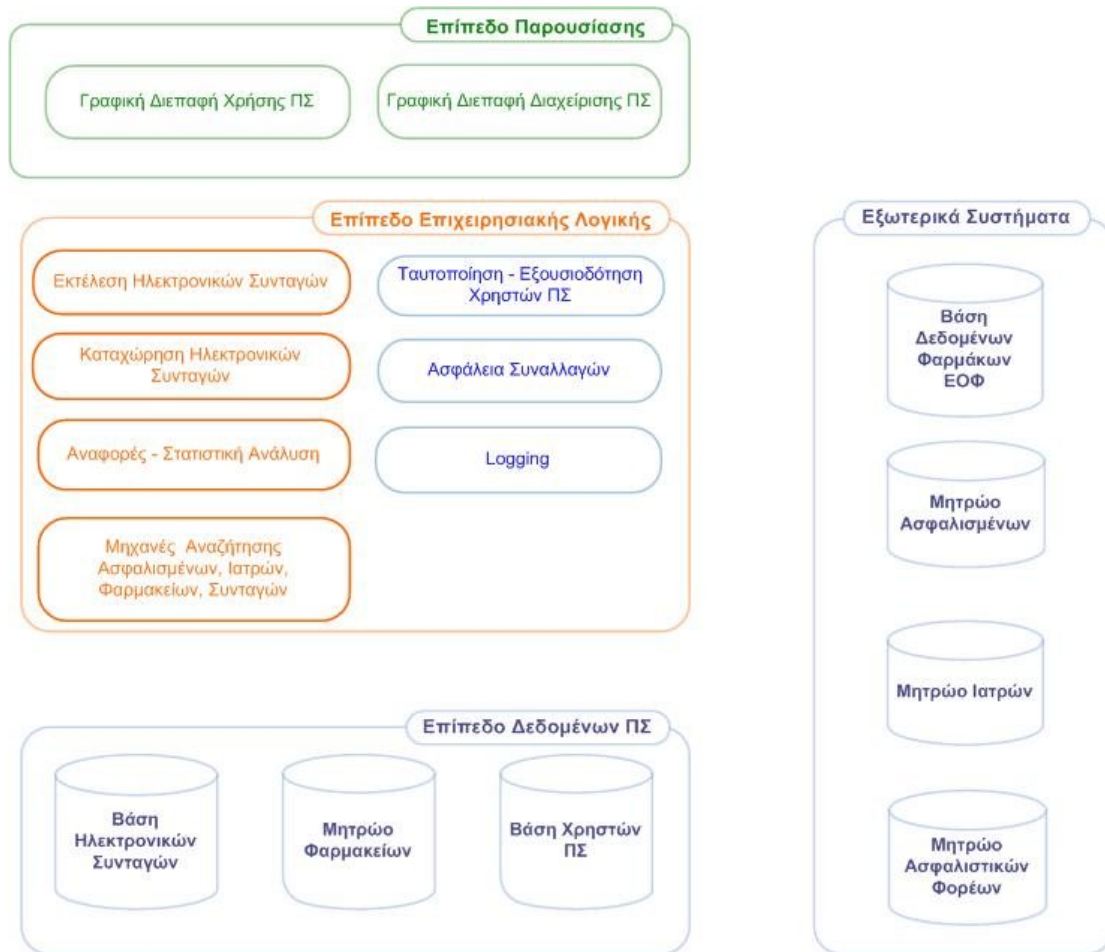 Επίπεδο Παρουσίασης
Γραφική Διεπαφή Χρήσης ΠΣ
Γραφική Διεπαφή Διαχείρισης ΠΣ
Επίπεδο Επιχειρησιακής Λογικής
Εκτέλεση Ηλεκτρονικών Συνταγών
Ταυτοποίηση - Εξουσιοδότηση
Χρηστών ΠΣ
Καταχώρηση Ηλεκτρονικών
Συνταγών
Ασφάλεια Συναλλαγών
Αναφορές - Στατιστική Ανάλυση
Logging
Μηχανές Αναζήτησης
Ασφαλισμένων, Ιατρών,
Φαρμακείων, Συνταγών
Επίπεδο Δεδομένων ΠΣ
Βάση
Ηλεκτρονικών
Συνταγών
Μητρώο
Φαρμακείων
Βάση Χρηστών
ΠΣ
Εξωτερικά Συστήματα
Βάση
Δεδομένων
Φαρμάκων
ΕΟΦ
Μητρώο
Ασφαλισμένων
Μητρώο Ιατρών
Μητρώο
Ασφαλιστικών
Φορέων